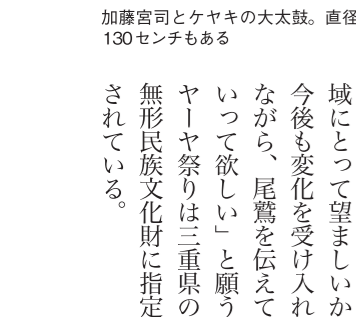 加藤宮司とケヤキの大太鼓。直径
130センチもある
域にとって望ましいか
今後も変化を受け入れ
ながら、尾鷲を伝えて
いって欲しい」と願う
ヤーヤ祭りは三重県の
無形民族文化財に指定
されている。